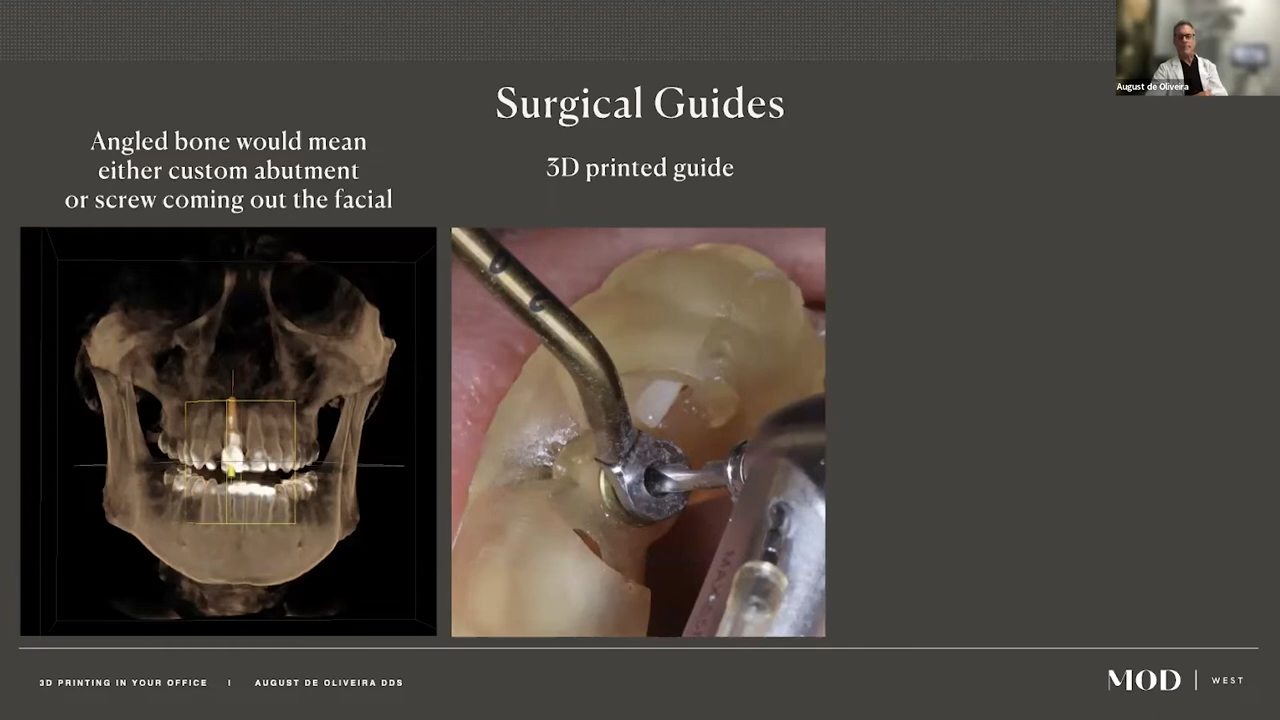 August de Oliveira
Surgical Guides
Angled bone would mean
either custom abutment
or screw coming out the facial
3D printed guide
3D PRINTING IN YOUR OFFICE | AUGUST DE OLIVEIRA DDS
MOD | WEST